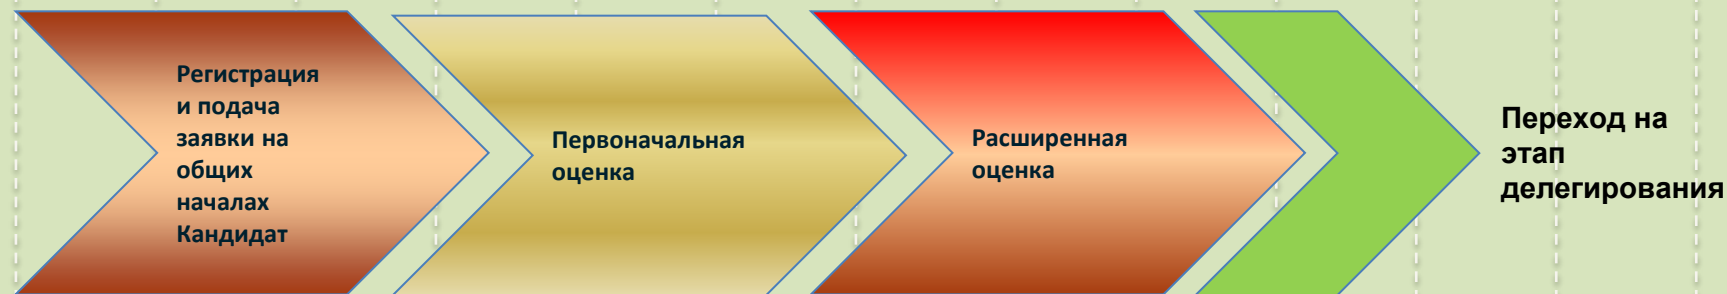 Регистрация
и подача
заявки на
общих
началах
Кандидат
Первоначальная
оценка
Расширенная
оценка
Переход на
этап
делегирования